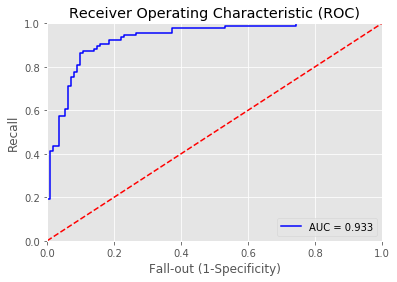 Receiver Operating Characteristic (ROC)
Recall
1.0
0.8
0.6
0.4
0.2
0.0
0.0 0.2 0.4 0.6 0.8 1.0
Fall-out (1-Specificity)
AUC = 0.933